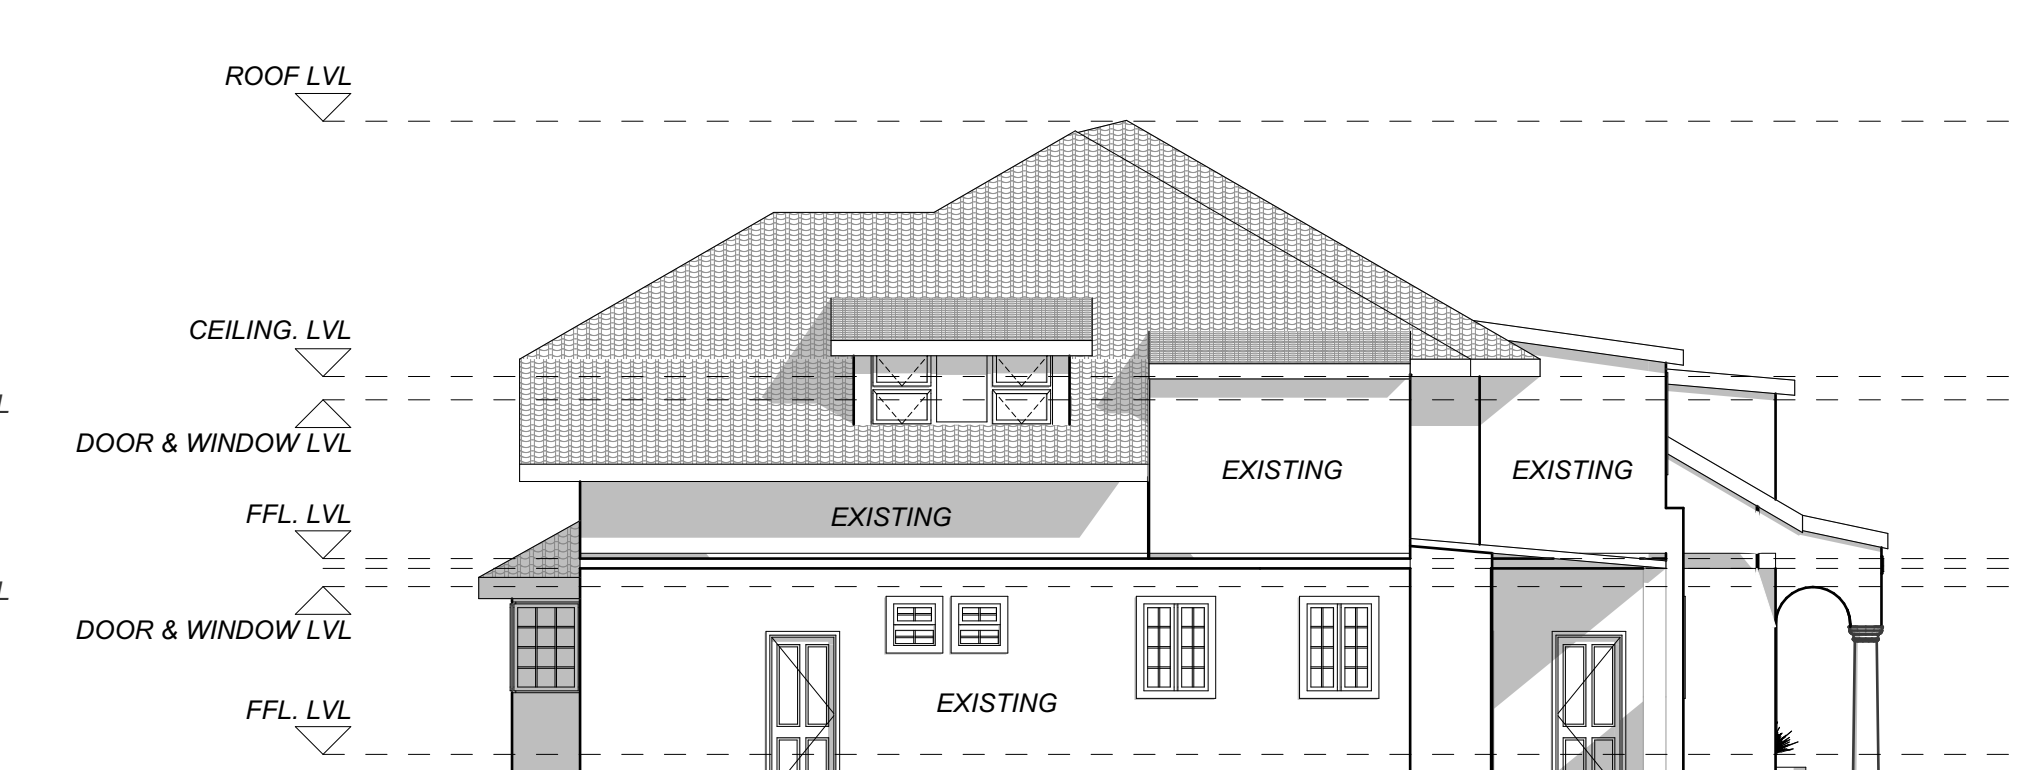 ROOF LVL
CEILING. LVL
DOOR & WINDOW LVL
EXISTING
EXISTING
FFL. LVL
EXISTING
DOOR & WINDOW LVL
FFL. LVL
EXISTING